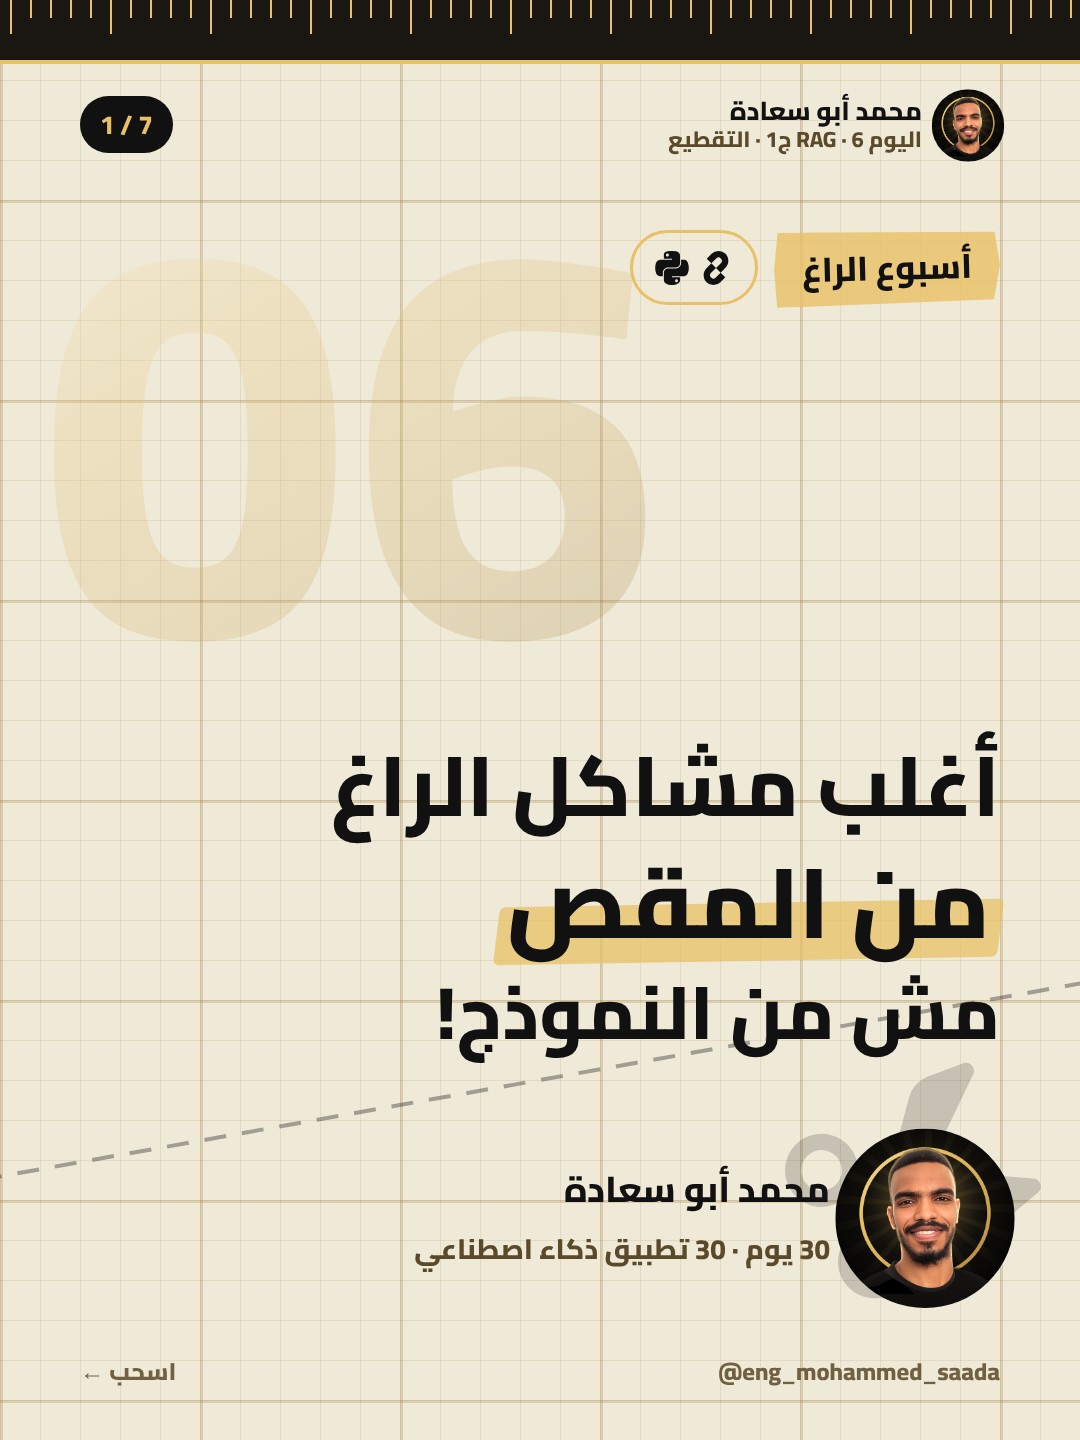 محمد أبو سعادة
اليوم 6 · RAG ج1 · التقطيع
1 / 7
أسبوع الراغ
06
أغلب مشاكل الراغ
من المقص
مش من النموذج!
محمد أبو سعادة
30 يوم · 30 تطبيق ذكاء اصطناعي
@eng_mohammed_saada
اسحب ←